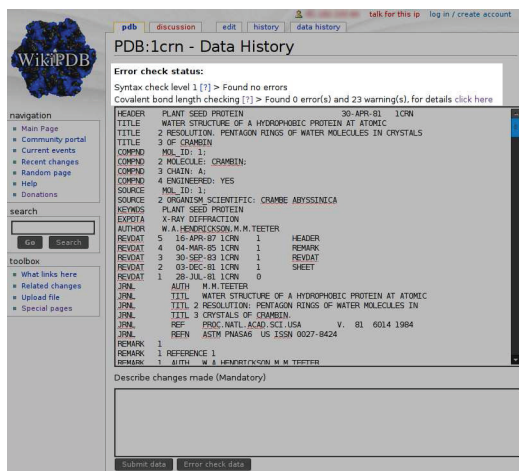 talk for this ip log in / create account
pdb discussion edit history data history
WikiPDB
PDB:1crn - Data History
Error check status:
Syntax check level 1 [?] > Found no errors
Covalent bond length checking [?] > Found 0 error(s) and 23 warning(s), for details click here
HEADER PLANT SEED PROTEIN 30-APR-81 1CRN
TITLE WATER STRUCTURE OF A HYDROPHOBIC PROTEIN AT ATOMIC
TITLE 2 RESOLUTION. PENTAGON RINGS OF WATER MOLECULES IN CRYSTALS
TITLE 3 OF CRAMBIN
COMPND MOL_ID: 1;
COMPND 2 MOLECULE: CRAMBIN;
COMPND 3 CHAIN: A;
COMPND 4 ENGINEERED: YES
SOURCE MOL_ID: 1;
SOURCE 2 ORGANISM_SCIENTIFIC: CRAMBE ABYSSINICA
KEYWDS PLANT SEED PROTEIN
EXPDTA X-RAY DIFFRACTION
AUTHOR W.A.HENDRICKSON,M.M.TEETER
REVDAT 5 16-APR-87 1CRN 1 HEADER
REVDAT 4 04-MAR-85 1CRN 1 REMARK
REVDAT 3 30-SEP-83 1CRN 1 REVDAT
REVDAT 2 03-DEC-81 1CRN 1 SHEET
REVDAT 1 28-JUL-81 1CRN 0
JRNL AUTH M.M.TEETER
JRNL TITL WATER STRUCTURE OF A HYDROPHOBIC PROTEIN AT ATOMIC
JRNL TITL 2 RESOLUTION: PENTAGON RINGS OF WATER MOLECULES IN
JRNL TITL 3 CRYSTALS OF CRAMBIN.
JRNL REF PROC.NATL.ACAD.SCI.USA V. 81 6014 1984
JRNL REFN ASTM PNASA6 US ISSN 0027-8424
REMARK 1
REMARK 1 REFERENCE 1
REMARK 1 AUTH W.A.HENDRICKSON,M.M.TEETER
navigation
Main Page
Community portal
Current events
Recent changes
Random page
Help
Donations
search
Go Search
toolbox
What links here
Related changes
Upload file
Special pages
Describe changes made (Mandatory)
Submit data Error check data